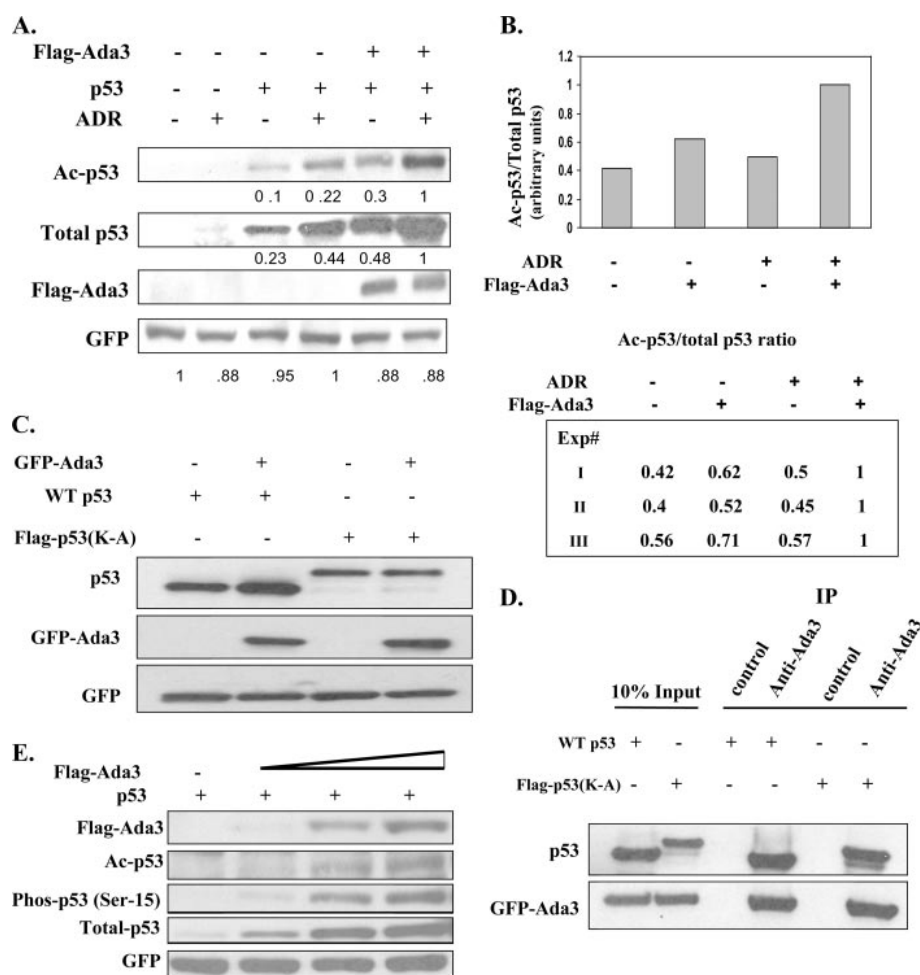 A.
Flag-Ada3 - - - - + +
p53 - - + + + +
ADR - + - + - +
Ac-p53
0 .1 0 .22 0.3 1
Total p53
0.23 0.44 0.48 1
Flag-Ada3
GFP
1 .88 .95 1 .88 .88
B.
Ac-p53/Total p53
(arbitrary units)
1.2
1
0.8
0.6
0.4
0.2
0
ADR - - + +
Flag-Ada3 - + - +
Ac-p53/total p53 ratio
ADR - - + +
Flag-Ada3 - + - +
Exp#
I 0.42 0.62 0.5 1
II 0.4 0.52 0.45 1
III 0.56 0.71 0.57 1
C.
GFP-Ada3 - + - +
WT p53 + + - -
Flag-p53(K-A) - - + +
p53
GFP-Ada3
GFP
D.
IP
10% Input control Anti-Ada3 control Anti-Ada3
WT p53 + - + + - -
Flag-p53(K-A) - + - - + +
p53
GFP-Ada3
E.
Flag-Ada3 -
p53 + + + +
Flag-Ada3
Ac-p53
Phos-p53 (Ser-15)
Total-p53
GFP